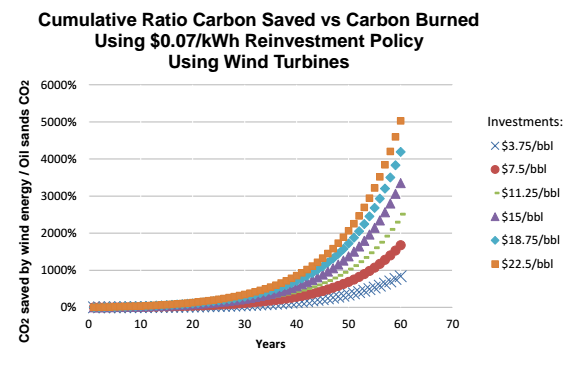 Cumulative Ratio Carbon Saved vs Carbon Burned
Using $0.07/kWh Reinvestment Policy
Using Wind Turbines
CO2 saved by wind energy / Oil sands CO2
6000%
5000%
4000%
3000%
2000%
1000%
0%
0 10 20 30 40 50 60 70
Years
Investments:
$3.75/bbl
$7.5/bbl
$11.25/bbl
$15/bbl
$18.75/bbl
$22.5/bbl